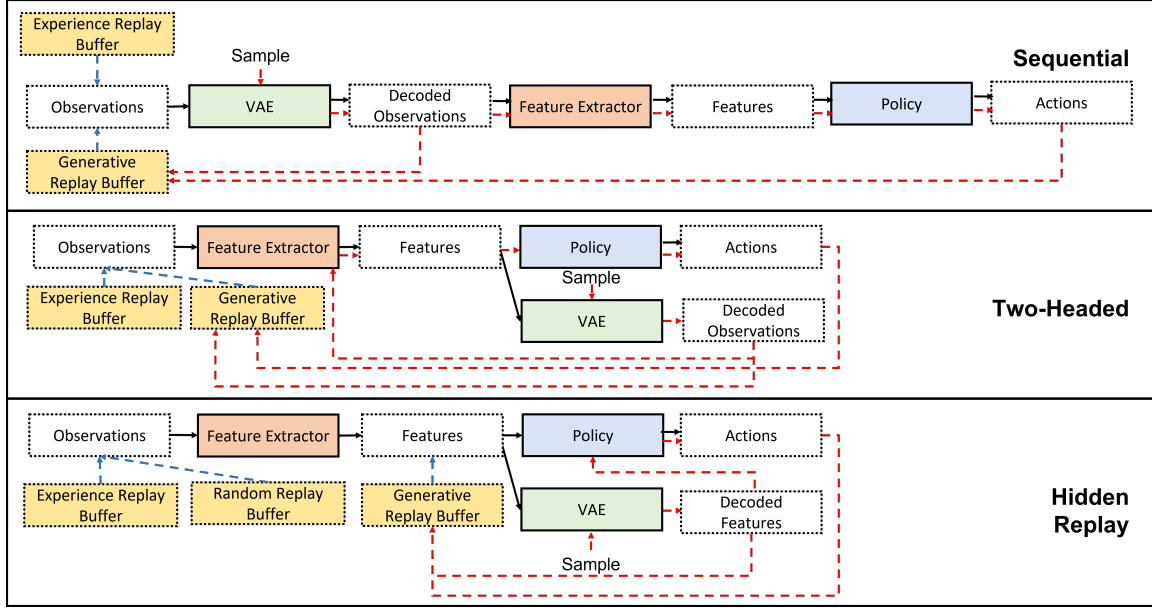 Experience Replay
Buffer
Sample
Sequential
Observations
VAE
Decoded
Observations
Feature Extractor
Features
Policy
Actions
Generative
Replay Buffer
Observations
Feature Extractor
Features
Policy
Actions
Sample
Experience Replay
Buffer
Generative
Replay Buffer
VAE
Decoded
Observations
Two-Headed
Observations
Feature Extractor
Features
Policy
Actions
Experience Replay
Buffer
Random Replay
Buffer
Generative
Replay Buffer
VAE
Decoded
Features
Hidden
Replay
Sample